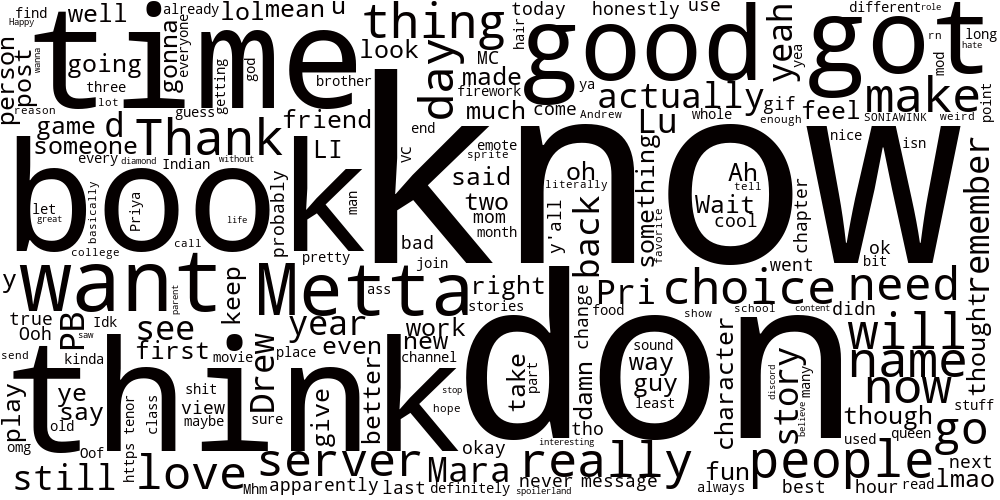 find
Happy
well
already
lol
mean
u
thing
today
honestly
use
different
role
person
post
wanna
time
going
three
lot
gonna
everyone
getting
god
look
day
MC
made
firework
hair
good
yeah
yea
got
rn
mod
long
hate
reason
brother
guess
much
come
ya
Andrew
actually
whole
gif
enough
feel
make
SONIAWINK
weird
point
game
d
someone
Thank
friend
end
Lu
nice
isn
every
diamond
Indian
without
LI
VC
emote
sprite
oh
literally
something
favorite
Ah
tell
Wait
cool
know
book
let
great
basically
Priya
life
call
college
probably
man
said
two
mom
month
y'all
back
chapter
remember
pretty
bad
join
went
ok
bit
y
want
parent
keep
Metta
ass
right
stories
change
Pri
choice
need
true
Ooh
PB
Idk
saw
see
year
work
food
show
school
content
didn
will
name
thought
send
kinda
first
movie
place
even
new
channel
think
don
Drew
shit
view
maybe
sure
give
better
stop
hope
take
part
damn
sound
way
guy
least
character
story
discord
believe
many
now
stuff
play
ye
say
old
https
tenor
class
omg
Oof
okay
interesting
tho
though
used
queen
go
still
love
Mhm
server
apparently
last
Mara
definitely
never
spoilerland
really
message
fun
always
people
best
hour
read
next
lmao